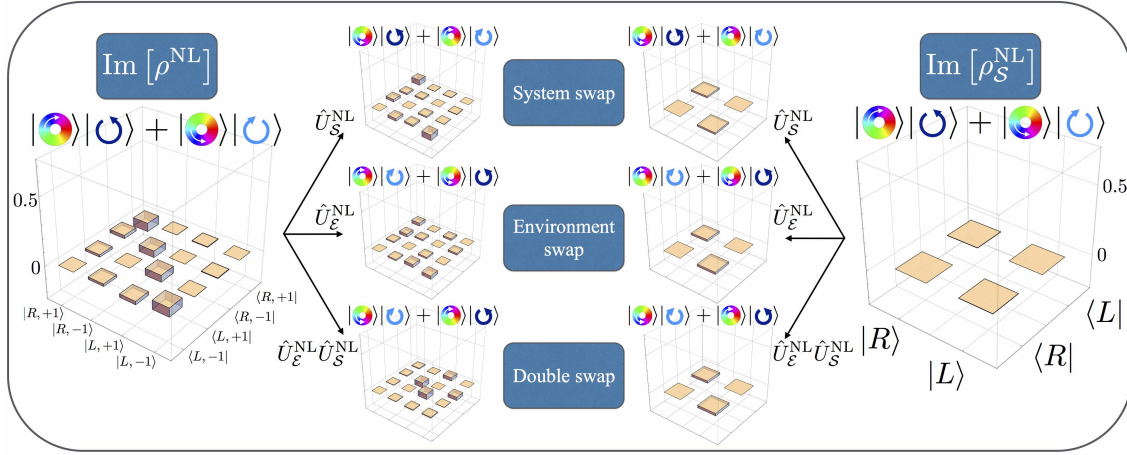 Im [ρ^NL]
| ⟩| ⟩ + | ⟩| ⟩
0.5
0
|R, +1⟩
|R, −1⟩
|L, +1⟩
|L, −1⟩
⟨R, +1|
⟨R, −1|
⟨L, +1|
⟨L, −1|
Û_S^NL
Û_E^NL
Û_E^NL Û_S^NL
| ⟩| ⟩ + | ⟩| ⟩
| ⟩| ⟩ + | ⟩| ⟩
| ⟩| ⟩ + | ⟩| ⟩
System swap
Environment
swap
Double swap
| ⟩| ⟩ + | ⟩| ⟩
| ⟩| ⟩ + | ⟩| ⟩
| ⟩| ⟩ + | ⟩| ⟩
Û_S^NL
Û_E^NL
Û_E^NL Û_S^NL
Im [ρ_S^NL]
| ⟩| ⟩ + | ⟩| ⟩
0.5
0
|R⟩
|L⟩
⟨L|
⟨R|